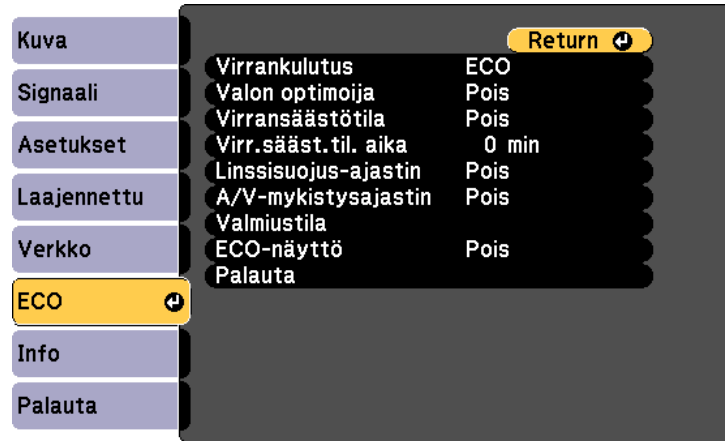 Kuva
Signaali
Asetukset
Laajennettu
Verkko
ECO
Info
Palauta
Return
Virrankulutus ECO
Valon optimoija Pois
Virransäästötila Pois
Virr.sääst.til. aika 0 min
Linssisuojus-ajastin Pois
A/V-mykistysajastin Pois
Valmiustila
ECO-näyttö Pois
Palauta